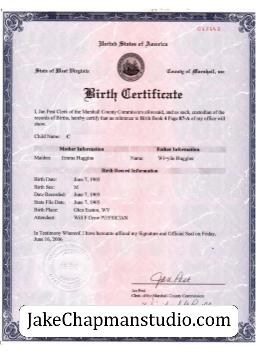 United States of America
State of West Virginia
County of Marshall, ss:
Birth Certificate
I, Jan Pest Clerk of the Marshall County Commission aforesaid, and as such, custodian of the
records of Births, hereby certify that as reference to Birth Book 4 Page 87-A of my office will
show.
Child Name: C
Mother Information
Father Information
Maiden: Emma Huggins
Name: Huggins
Birth Record Information
Birth Date: June 7, 1905
Birth Sex: M
Date Recorded: June 7, 1905
State File Date: June 7, 1905
Birth Place: Glen Easton, WV
Attendant: PHYSICIAN
In Testimony Whereof, I have hereunto affixed my Signature and Official Seal on Friday,
June 16, 2006
Jan Pest
Jan Pest
Clerk of the Marshall County Commission
JakeChapmanstudio.com